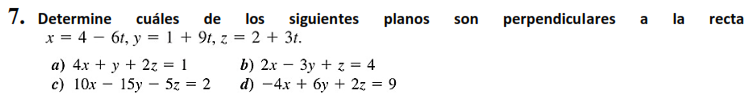 7. Determine cuáles de los siguientes planos son perpendiculares a la recta
x = 4 − 6t, y = 1 + 9t, z = 2 + 3t.
a) 4x + y + 2z = 1 b) 2x − 3y + z = 4
c) 10x − 15y − 5z = 2 d) −4x + 6y + 2z = 9